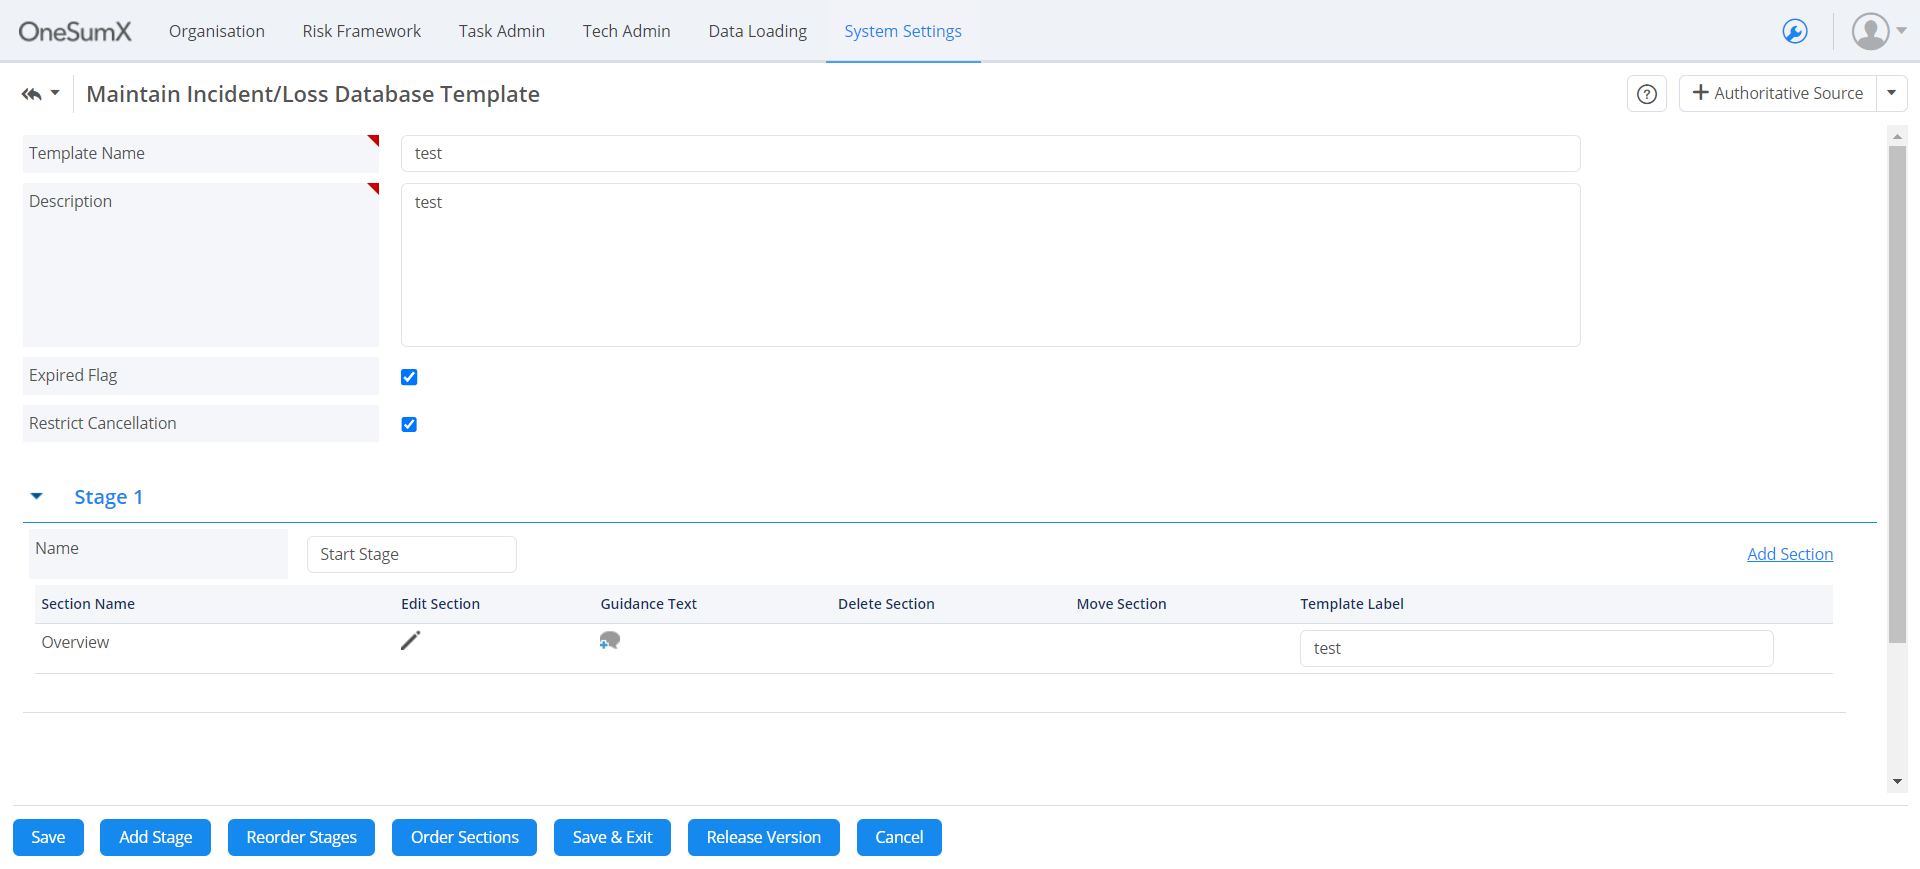 OneSumX Organisation Risk Framework Task Admin Tech Admin Data Loading System Settings
Maintain Incident/Loss Database Template ? + Authoritative Source
Template Name test
Description test
Expired Flag
Restrict Cancellation
Stage 1
Name Start Stage Add Section
Section Name Edit Section Guidance Text Delete Section Move Section Template Label
Overview test
Save Add Stage Reorder Stages Order Sections Save & Exit Release Version Cancel